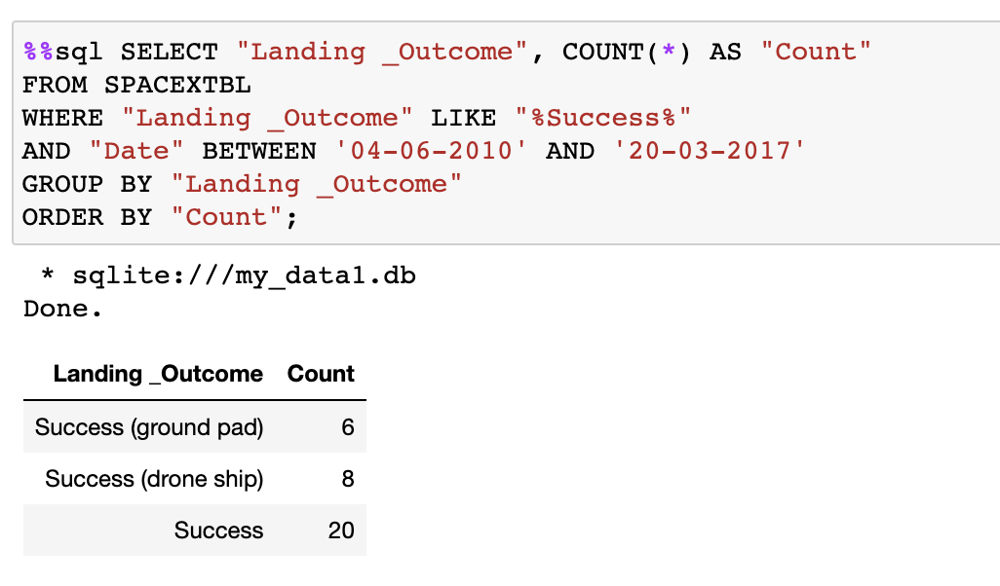 %%sql SELECT "Landing _Outcome", COUNT(*) AS "Count"
FROM SPACEXTBL
WHERE "Landing _Outcome" LIKE "%Success%"
AND "Date" BETWEEN '04-06-2010' AND '20-03-2017'
GROUP BY "Landing _Outcome"
ORDER BY "Count";
* sqlite:///my_data1.db
Done.
Landing _Outcome Count
Success (ground pad) 6
Success (drone ship) 8
Success 20